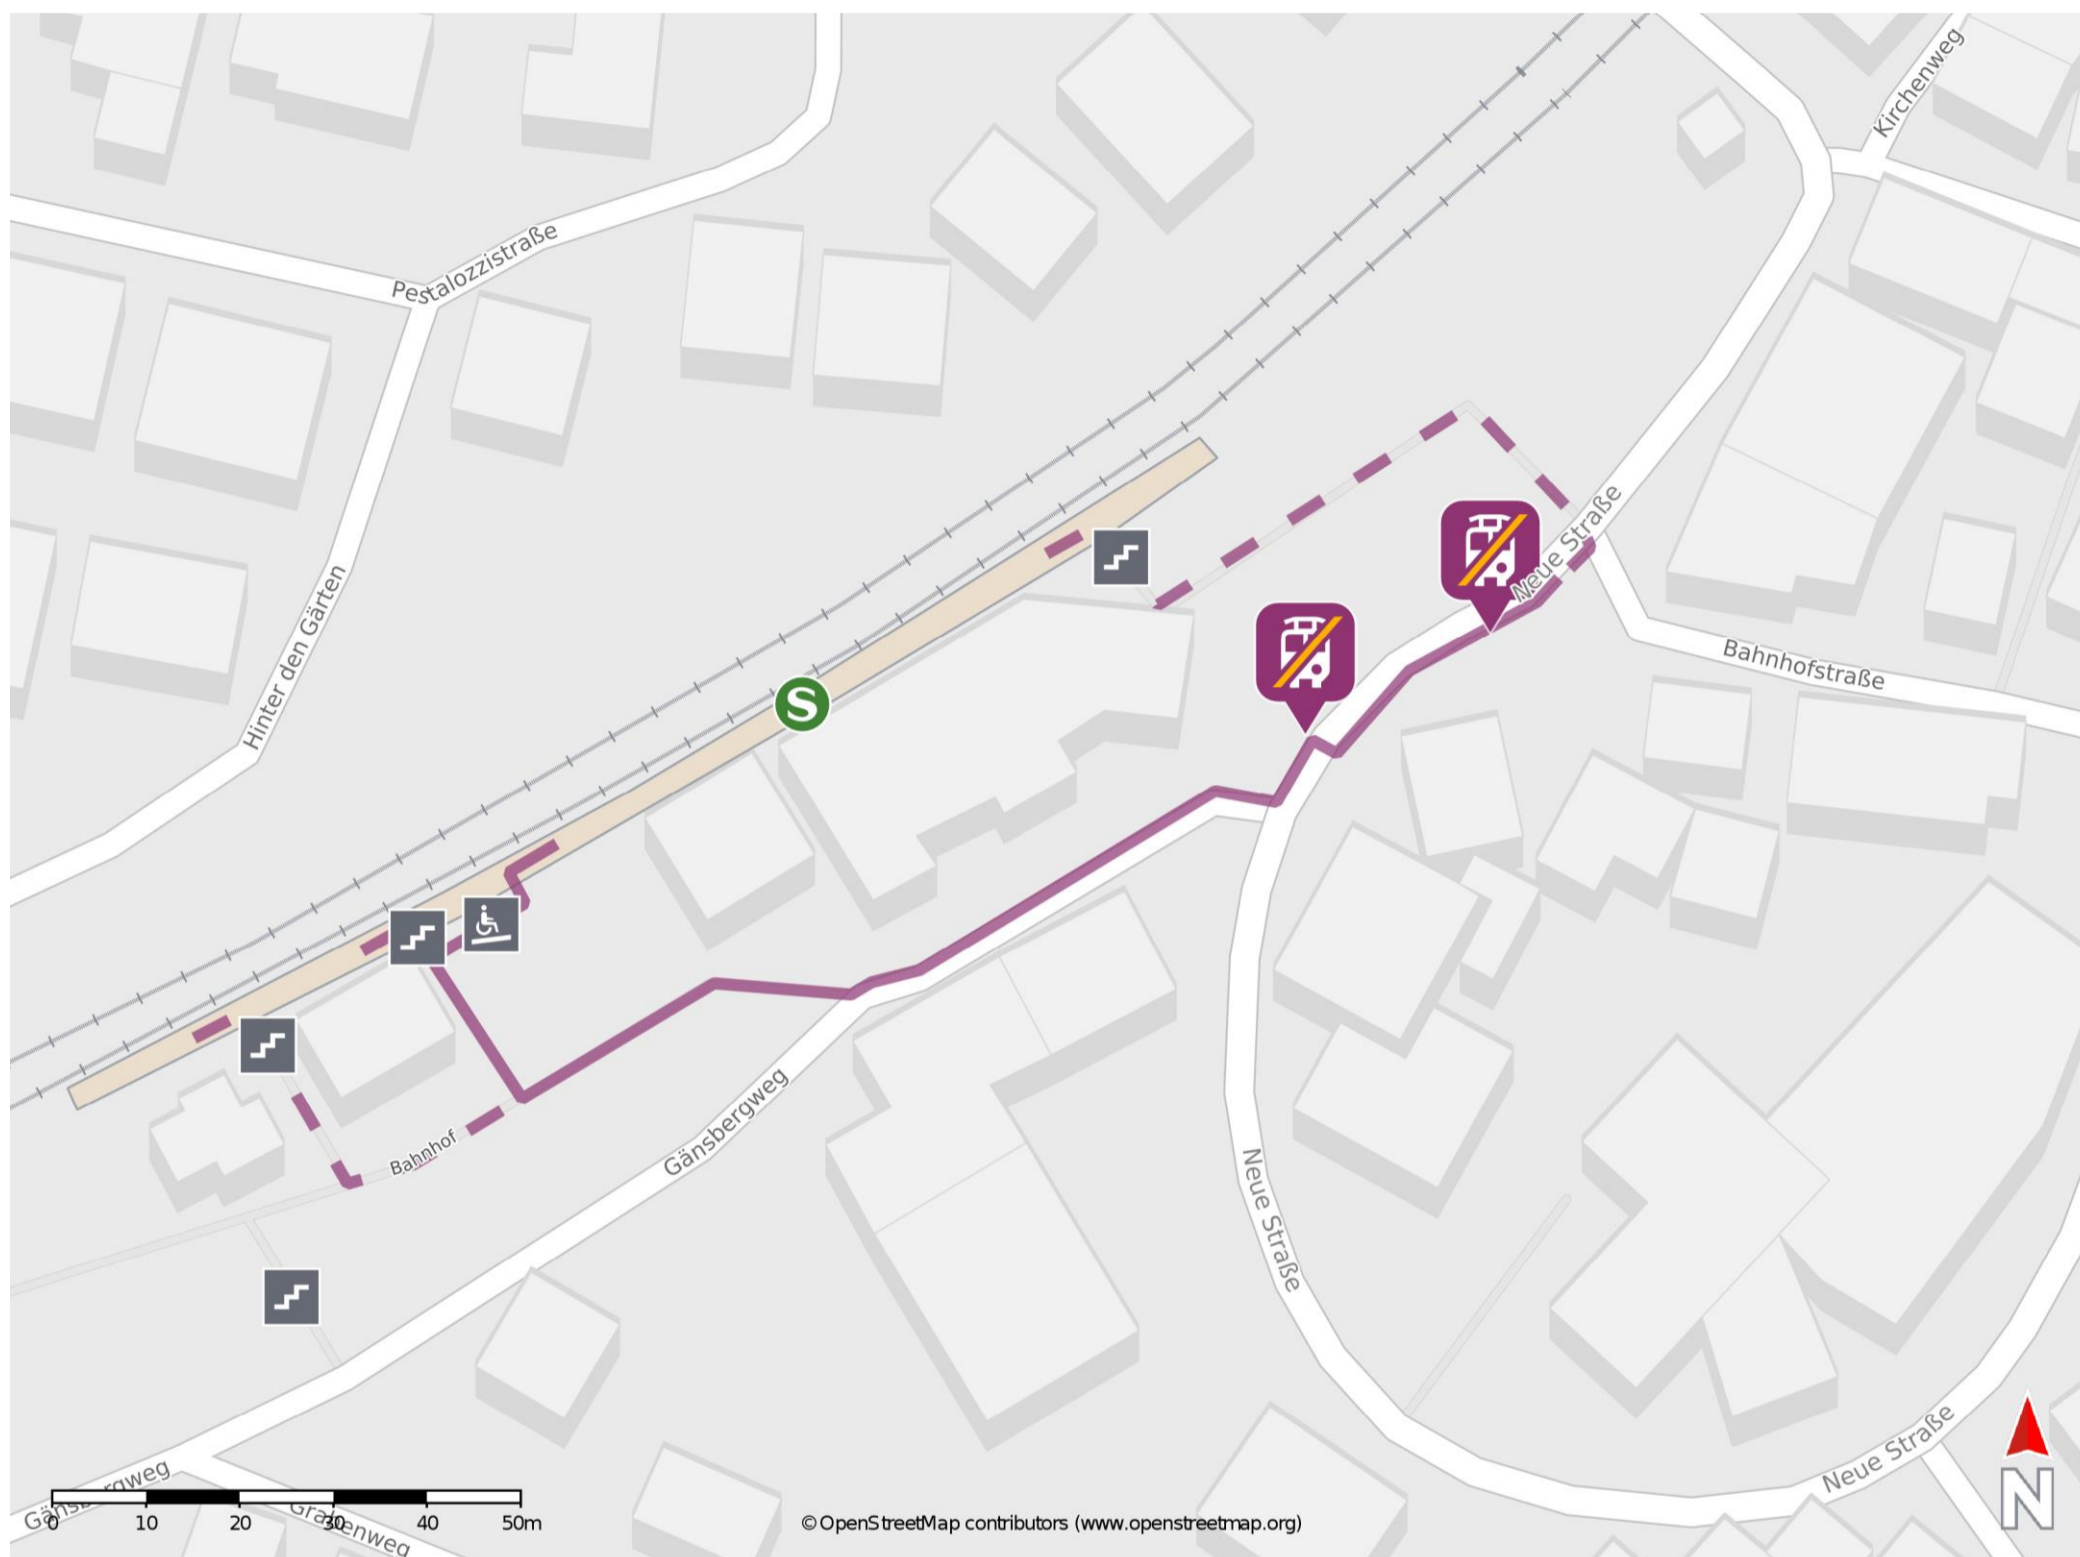 Kirchenweg
Pestalozzistraße
Neue Straße
Hinter den Gärten
Bahnhofstraße
S
Gänsbergweg
Bahnhof
Neue Straße
Neue Straße
0 10 20 30 40 50m
© OpenStreetMap contributors (www.openstreetmap.org)
N